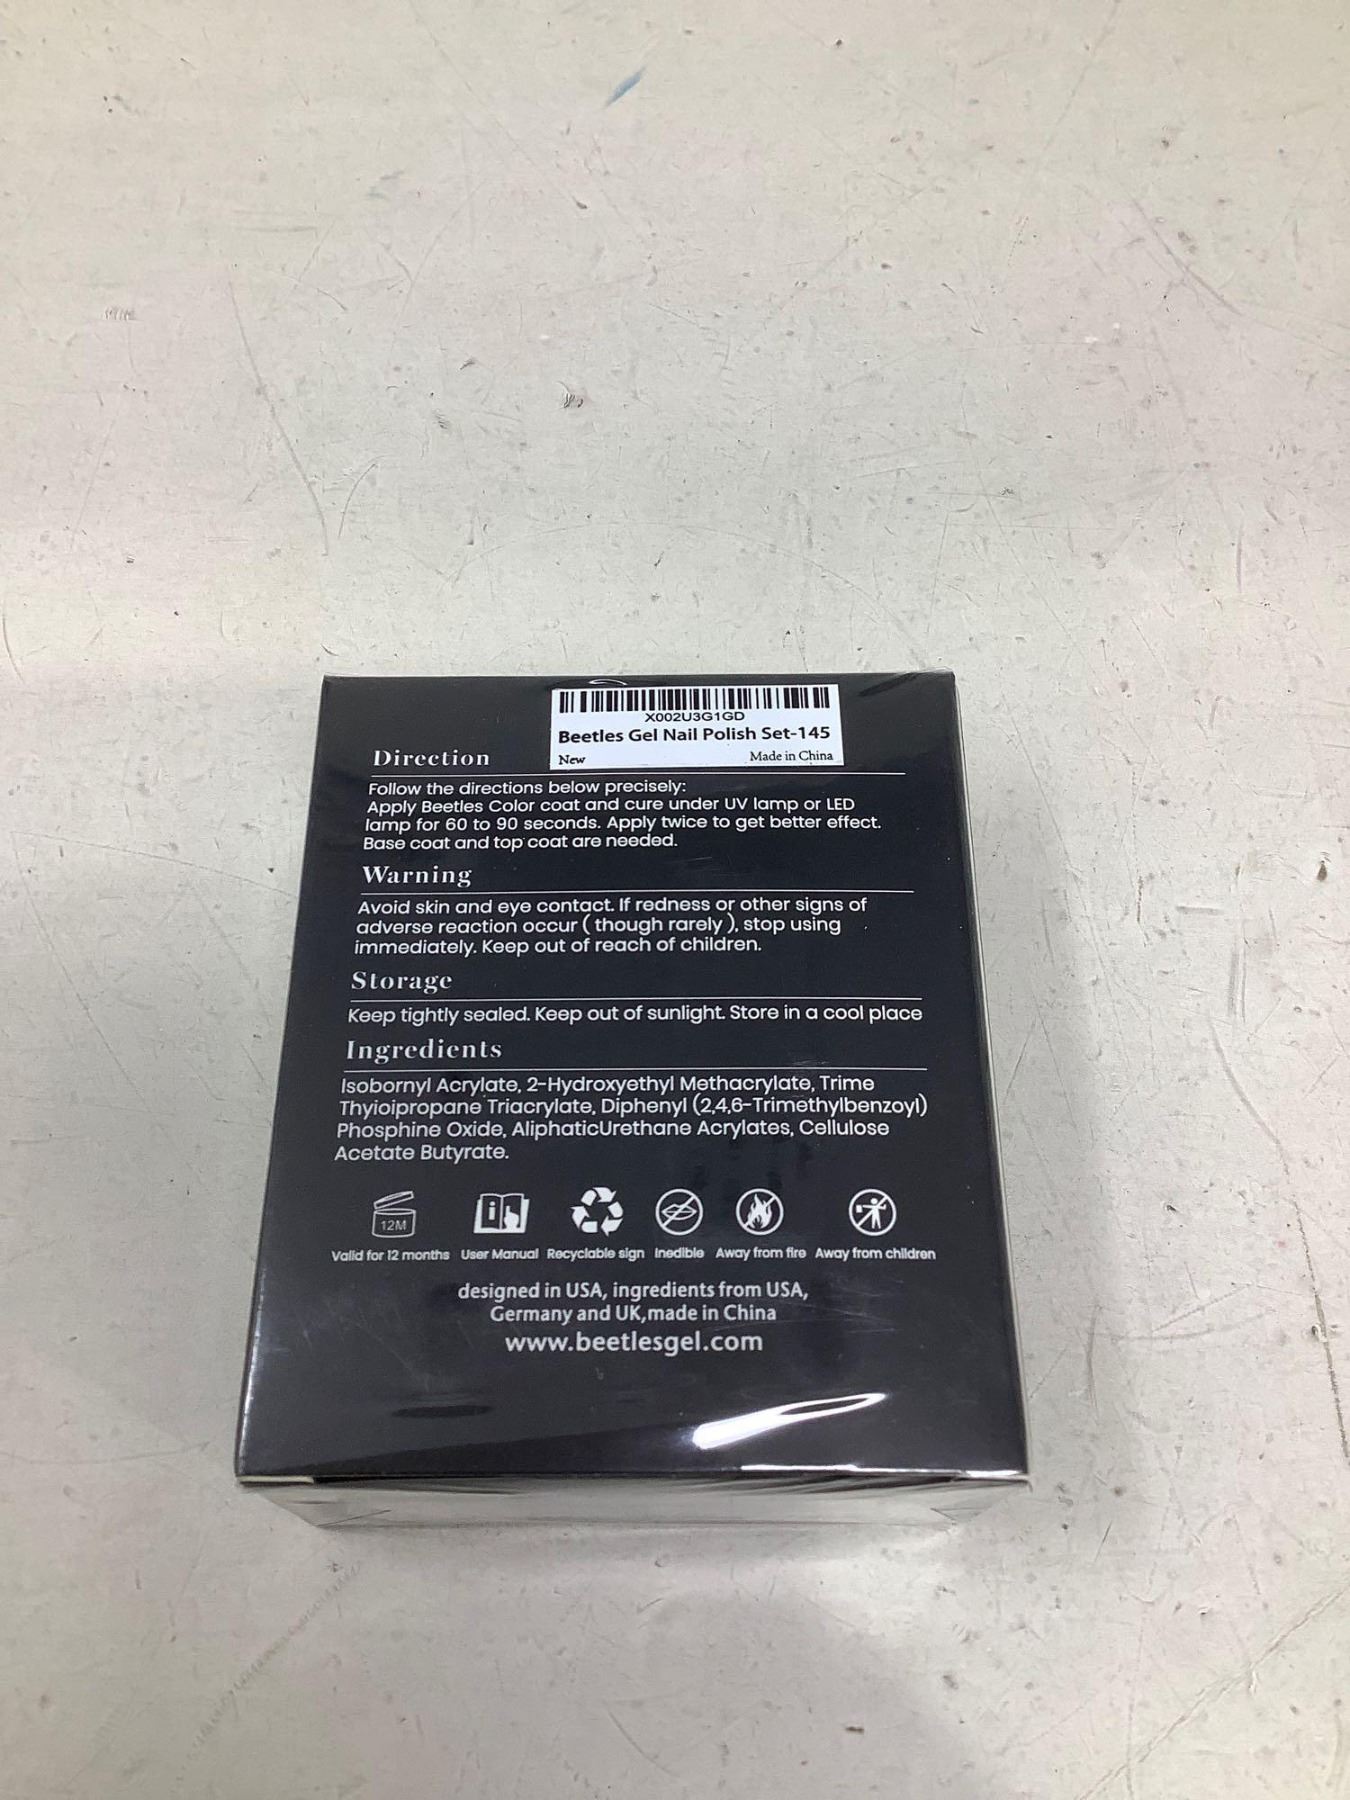 X002U3G1GD
Beetles Gel Nail Polish Set-145
New
Made in China
Direction
Follow the directions below precisely:
Apply Beetles Color coat and cure under UV lamp or LED
lamp for 60 to 90 seconds. Apply twice to get better effect.
Base coat and top coat are needed.
Warning
Avoid skin and eye contact. If redness or other signs of
adverse reaction occur ( though rarely ), stop using
immediately. Keep out of reach of children.
Storage
Keep tightly sealed. Keep out of sunlight. Store in a cool place
Ingredients
Isobornyl Acrylate, 2-Hydroxyethyl Methacrylate, Trime
Thyioipropane Triacrylate, Diphenyl (2,4,6-Trimethylbenzoyl)
Phosphine Oxide, AliphaticUrethane Acrylates, Cellulose
Acetate Butyrate.
12M
Valid for 12 months User Manual Recyclable sign Inedible Away from fire Away from children
designed in USA, ingredients from USA,
Germany and UK,made in China
www.beetlesgel.com